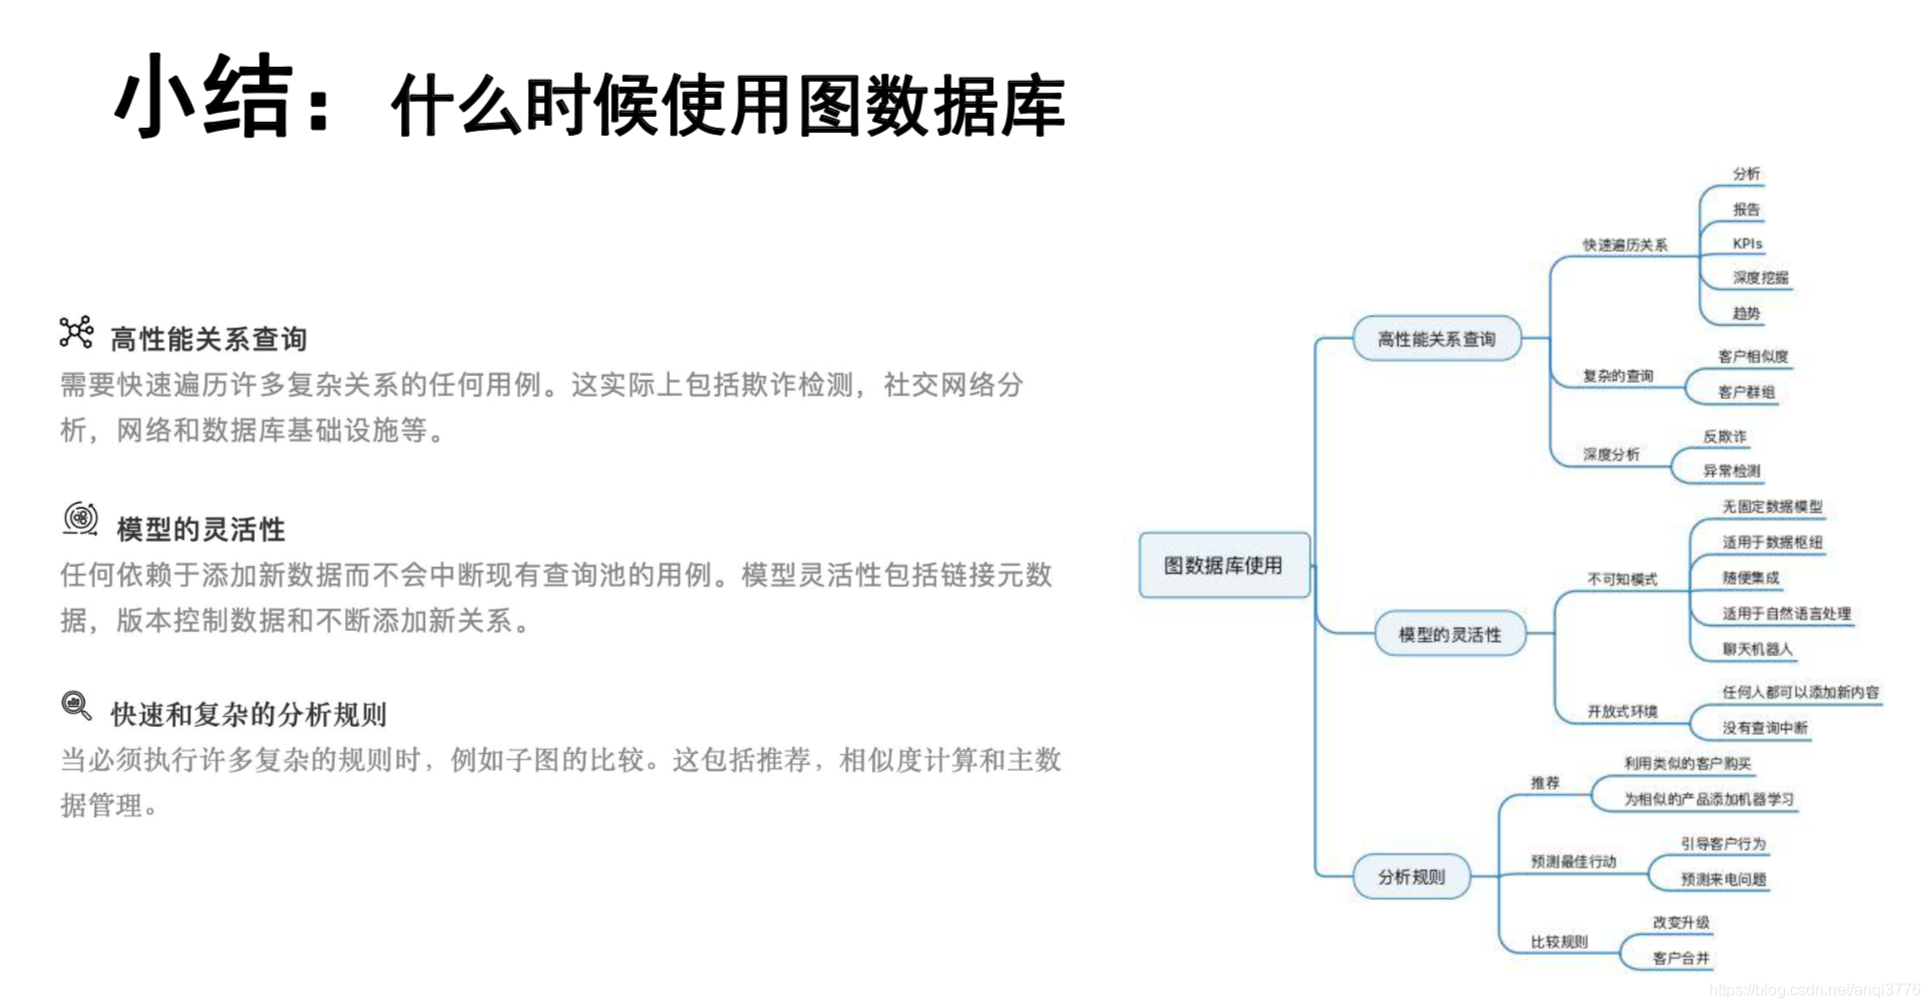 小结：什么时候使用图数据库
高性能关系查询
需要快速遍历许多复杂关系的任何用例。这实际上包括欺诈检测，社交网络分
析，网络和数据库基础设施等。
模型的灵活性
任何依赖于添加新数据而不会中断现有查询池的用例。模型灵活性包括链接元数
据，版本控制数据和不断添加新关系。
快速和复杂的分析规则
当必须执行许多复杂的规则时，例如子图的比较。这包括推荐，相似度计算和主数
据管理。
图数据库使用
高性能关系查询
快速遍历关系
分析
报告
KPIs
深度挖掘
趋势
复杂的查询
客户相似度
客户群组
深度分析
反欺诈
异常检测
模型的灵活性
不可知模式
无固定数据模型
适用于数据枢纽
随便集成
适用于自然语言处理
聊天机器人
开放式环境
任何人都可以添加新内容
没有查询中断
分析规则
推荐
利用类似的客户购买
为相似的产品添加机器学习
预测最佳行动
引导客户行为
预测来电问题
比较规则
改变升级
客户合并
https://blog.csdn.net/anqi3776